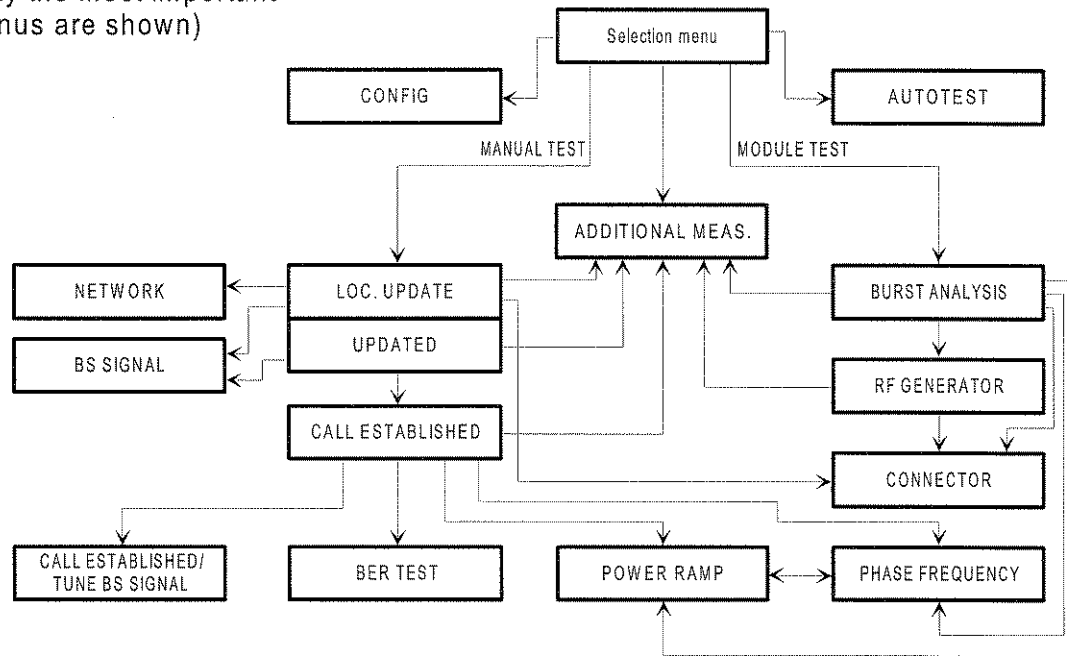 nus are shown)
Selection menu
CONFIG
AUTOTEST
MANUAL TEST
MODULE TEST
ADDITIONAL MEAS.
NETWORK
LOC. UPDATE
BURST ANALYSIS
BS SIGNAL
UPDATED
RF GENERATOR
CALL ESTABLISHED
CONNECTOR
CALL ESTABLISHED/
TUNE BS SIGNAL
BER TEST
POWER RAMP
PHASE FREQUENCY